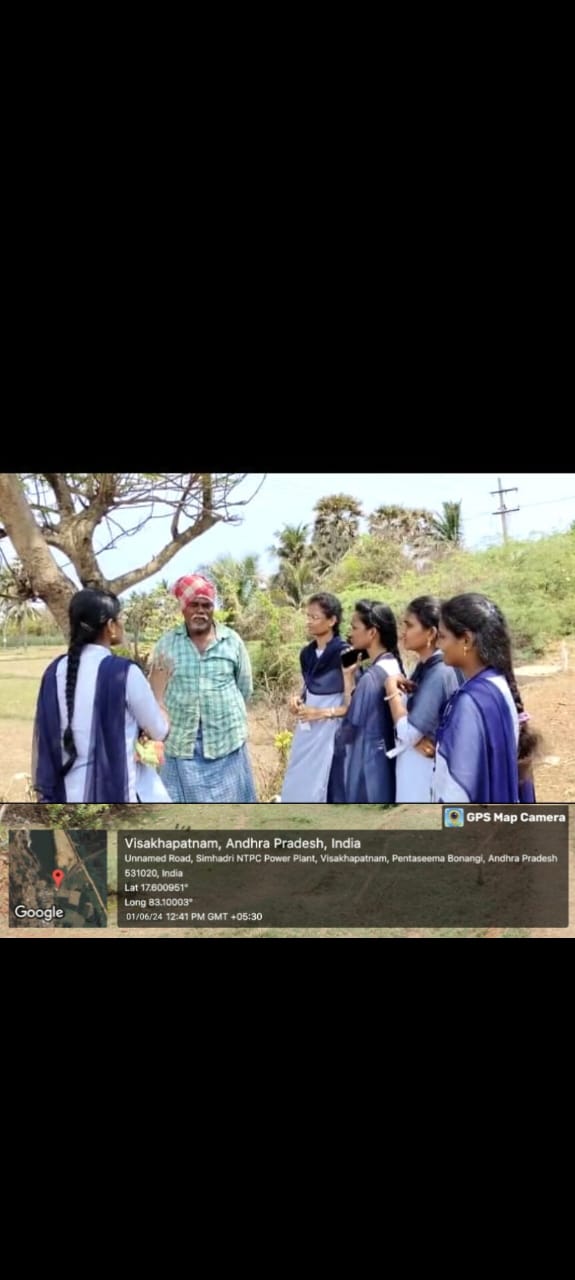 GPS Map Camera
Visakhapatnam, Andhra Pradesh, India
Unnamed Road, Simhadri NTPC Power Plant, Visakhapatnam, Pentaseema Bonangi, Andhra Pradesh
531020, India
Lat 17.600951°
Long 83.10003°
01/06/24 12:41 PM GMT +05:30
Google